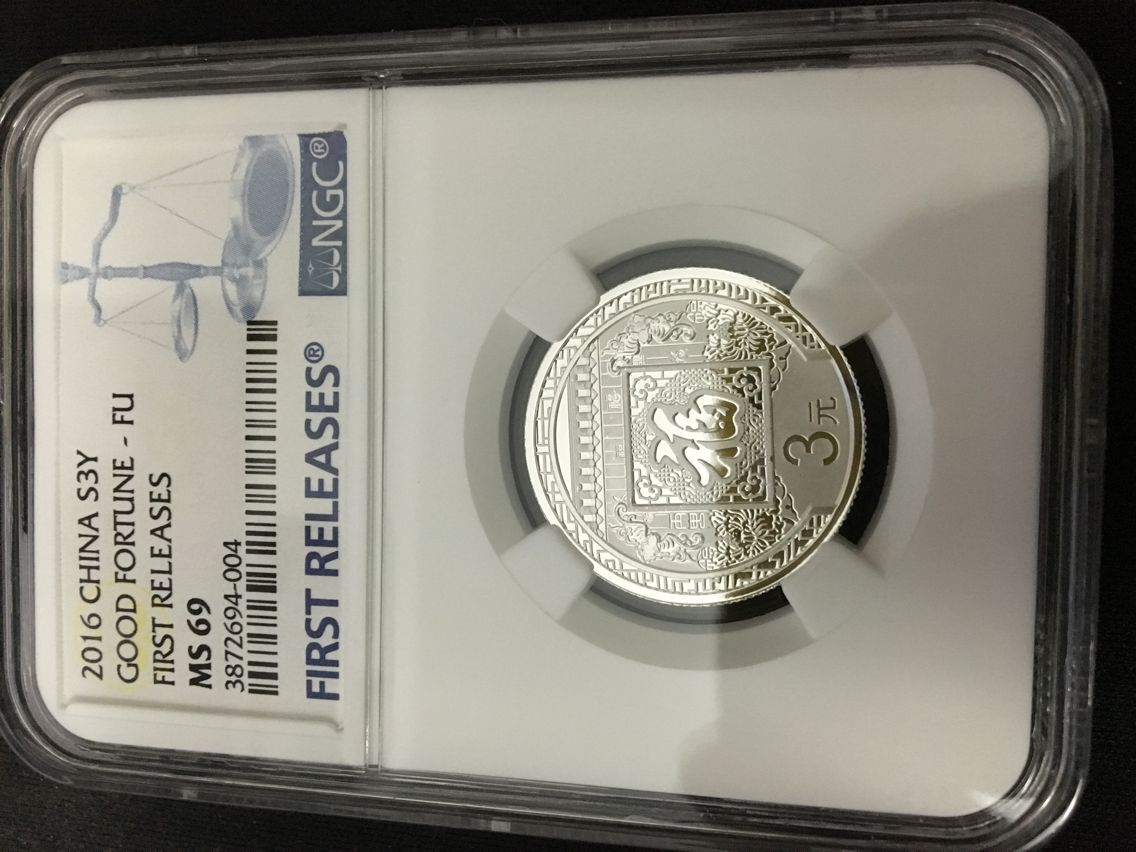 2016 CHINA S3Y
GOOD FORTUNE - FU
FIRST RELEASES
MS 69
3872694-004
NGC®
FIRST RELEASES®
福
3元